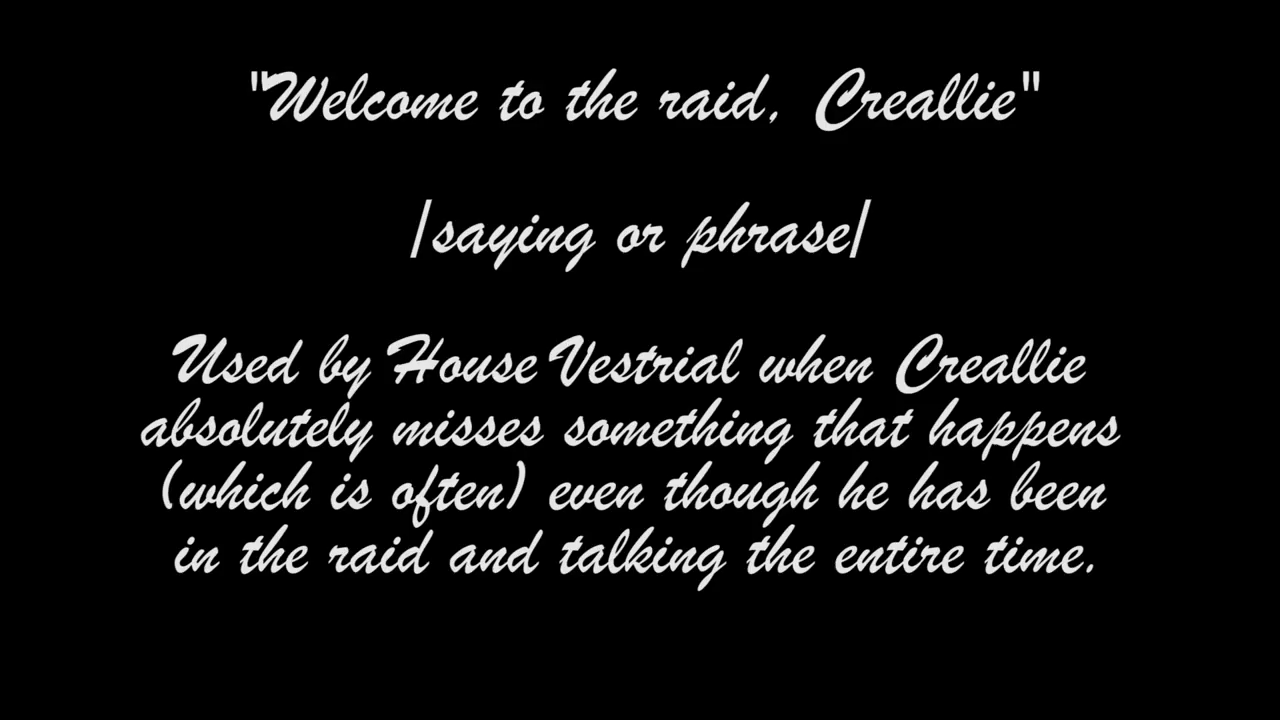 "Welcome to the raid, Creallie"
|saying or phrase|
Used by House Vestrial when Creallie
absolutely misses something that happens
(which is often) even though he has been
in the raid and talking the entire time.